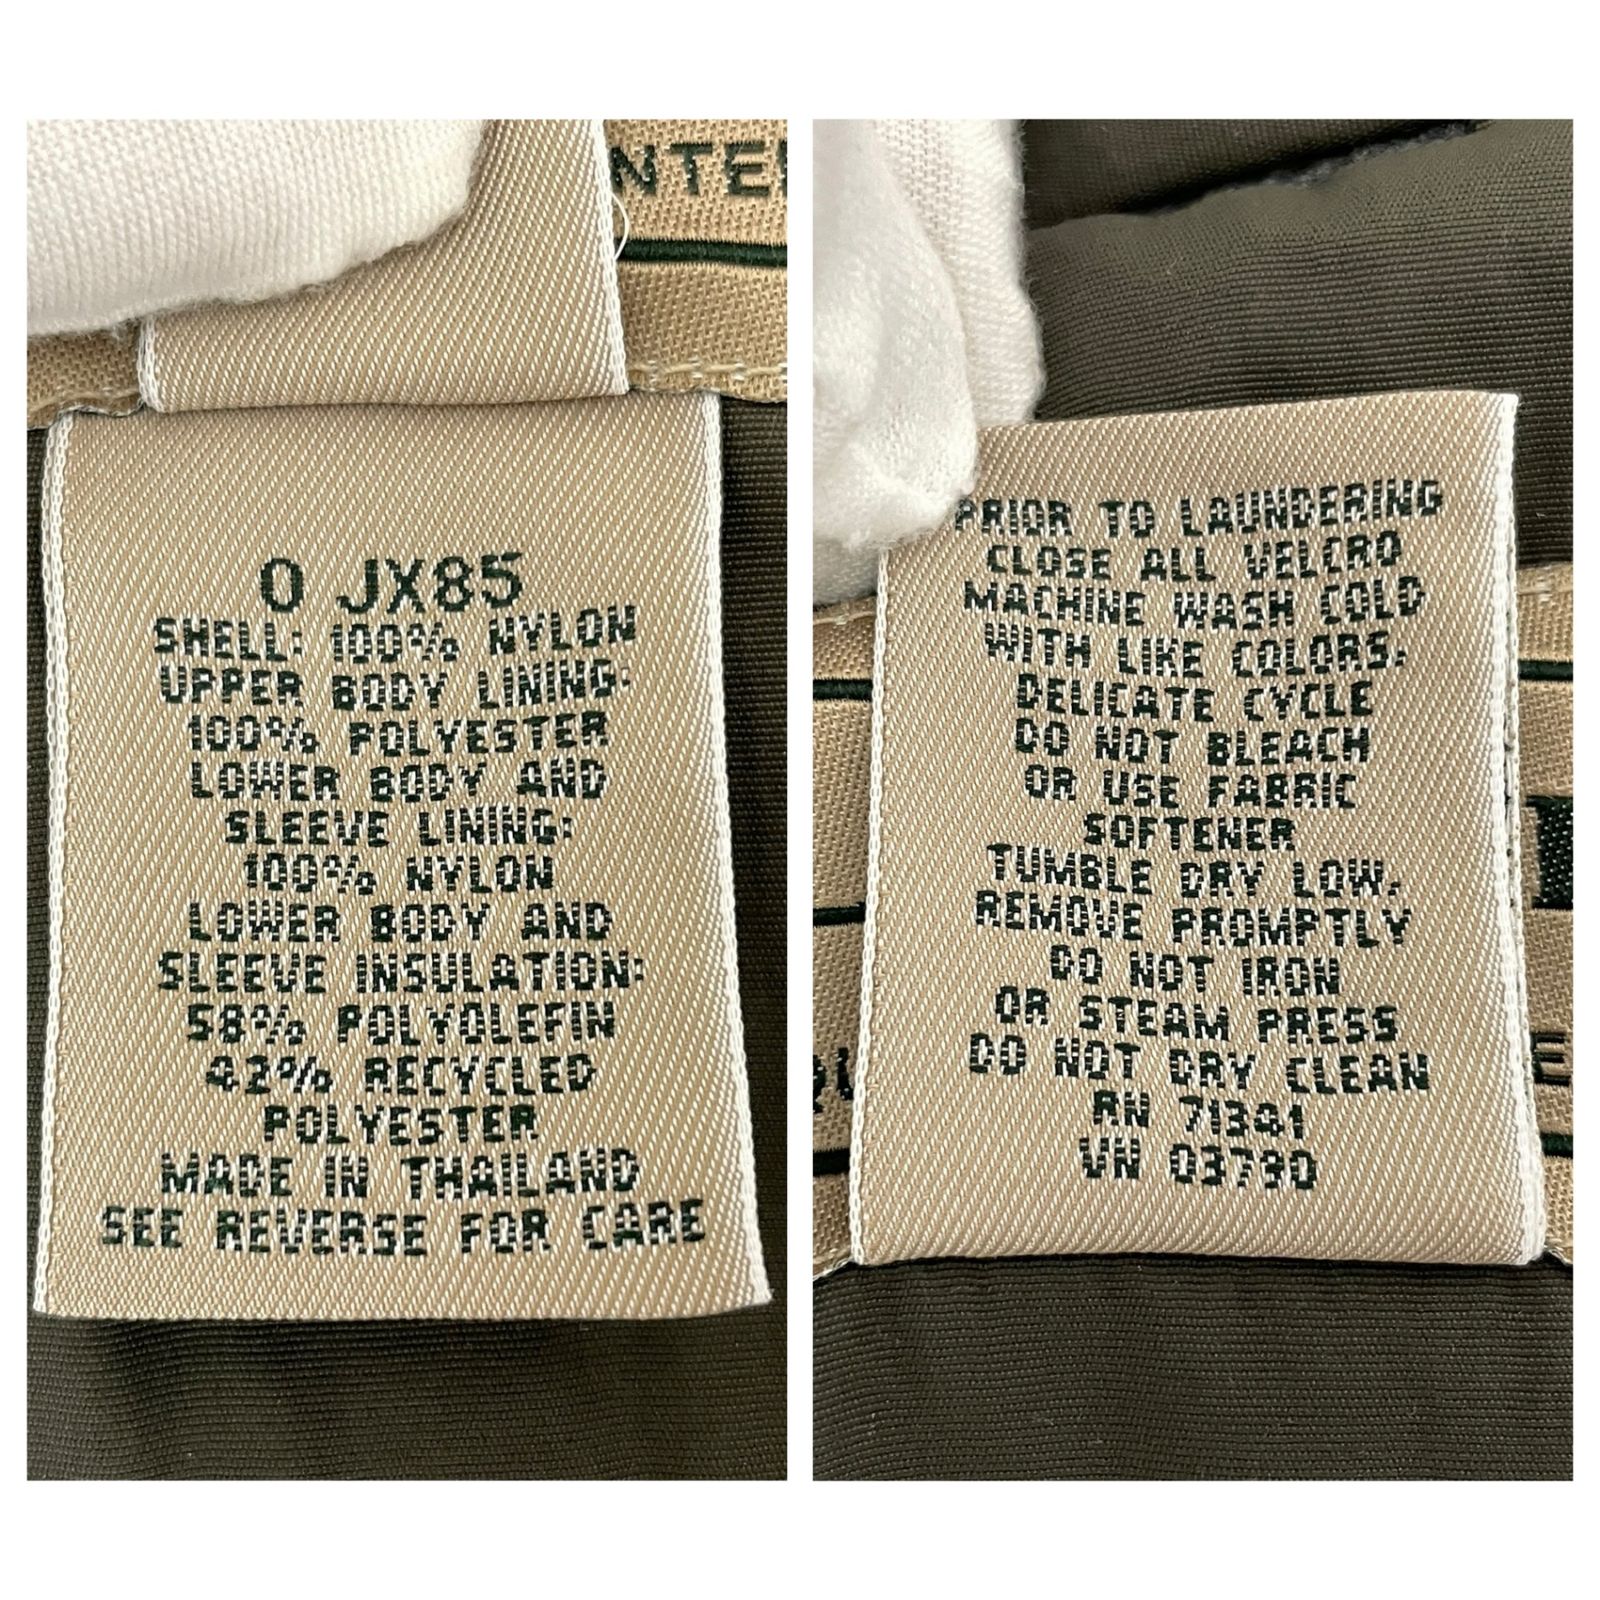 NTE
0 JX85
SHELL: 100% NYLON
UPPER BODY LINING:
100% POLYESTER
LOWER BODY AND
SLEEVE LINING:
100% NYLON
LOWER BODY AND
SLEEVE INSULATION:
58% POLYOLEFIN
42% RECYCLED
POLYESTER
MADE IN THAILAND
SEE REVERSE FOR CARE
PRIOR TO LAUNDERING
CLOSE ALL VELCRO
MACHINE WASH COLD
WITH LIKE COLORS,
DELICATE CYCLE
DO NOT BLEACH
OR USE FABRIC
SOFTENER
TUMBLE DRY LOW,
REMOVE PROMPTLY
DO NOT IRON
OR STEAM PRESS
DO NOT DRY CLEAN
RN 71341
VN 03790